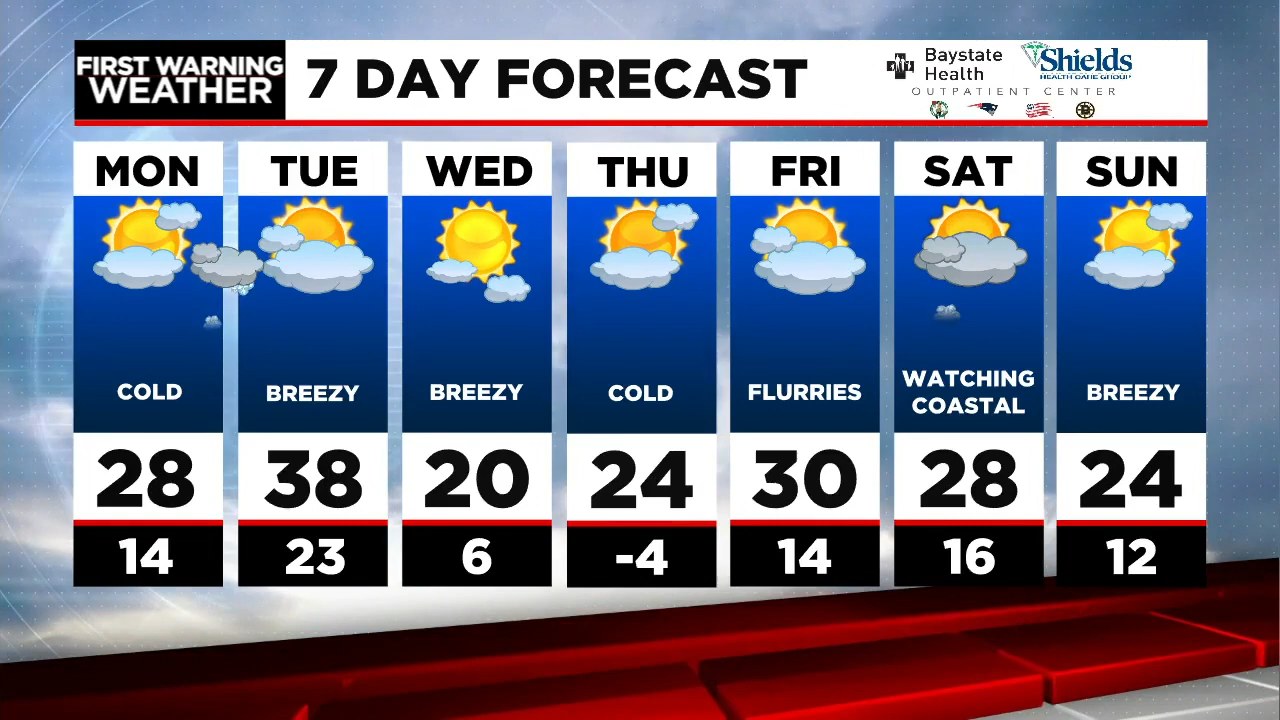 FIRST WARNING
WEATHER
7 DAY FORECAST
Baystate
Health
Shields
HEALTH CARE GROUP
OUTPATIENT CENTER
MON
TUE
WED
THU
FRI
SAT
SUN
COLD
BREEZY
BREEZY
COLD
FLURRIES
WATCHING
COASTAL
BREEZY
28
38
20
24
30
28
24
14
23
6
-4
14
16
12